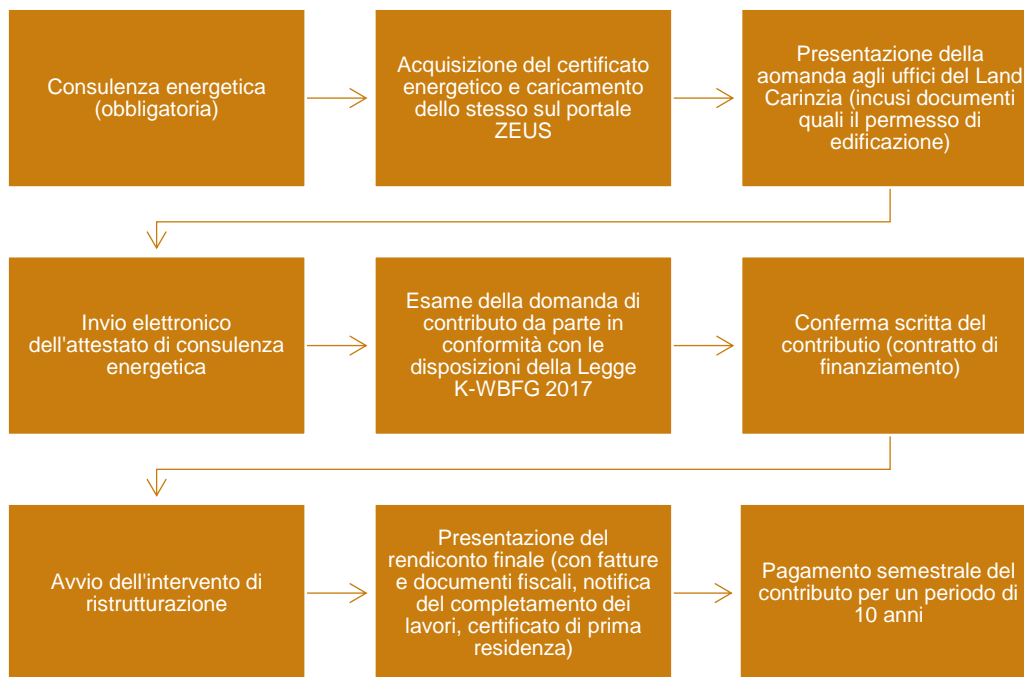 Consulenza energetica
(obbligatoria)
Acquisizione del certificato
energetico e caricamento
dello stesso sul portale
ZEUS
Presentazione della
aomanda agli uffici del Land
Carinzia (incusi documenti
quali il permesso di
edificazione)
Invio elettronico
dell'attestato di consulenza
energetica
Esame della domanda di
contributo da parte in
conformità con le
disposizioni della Legge
K-WBFG 2017
Conferma scritta del
contributio (contratto di
finanziamento)
Avvio dell'intervento di
ristrutturazione
Presentazione del
rendiconto finale (con fatture
e documenti fiscali, notifica
del completamento dei
lavori, certificato di prima
residenza)
Pagamento semestrale del
contributo per un periodo di
10 anni